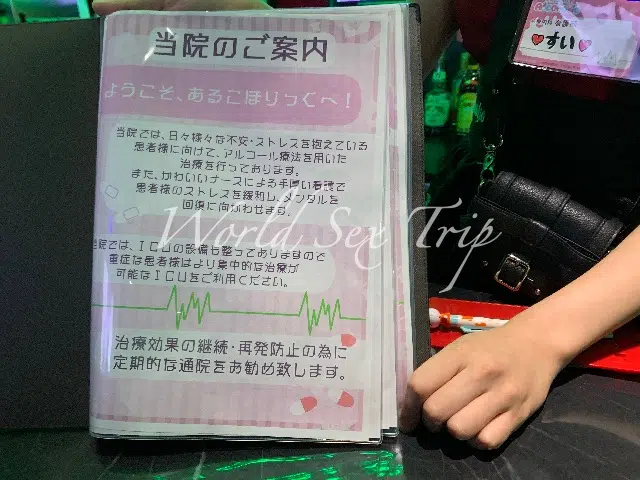 当院のご案内
ようこそ、あるこほりっくへ!
当院では、日々様々な不安・ストレスを抱えている
患者様に向けて、アルコール療法を用いた
治療を行っております。
また、かわいいナースによる手厚い看護で
患者様のストレスを緩和し、メンタルを
回復に向かわせます。
当院では、ICUの設備も整っておりますので
重症な患者様はより集中的な治療が
可能なICUをご利用ください。
治療効果の継続・再発防止の為に
定期的な通院をお勧め致します。
すい
World Sex Trip